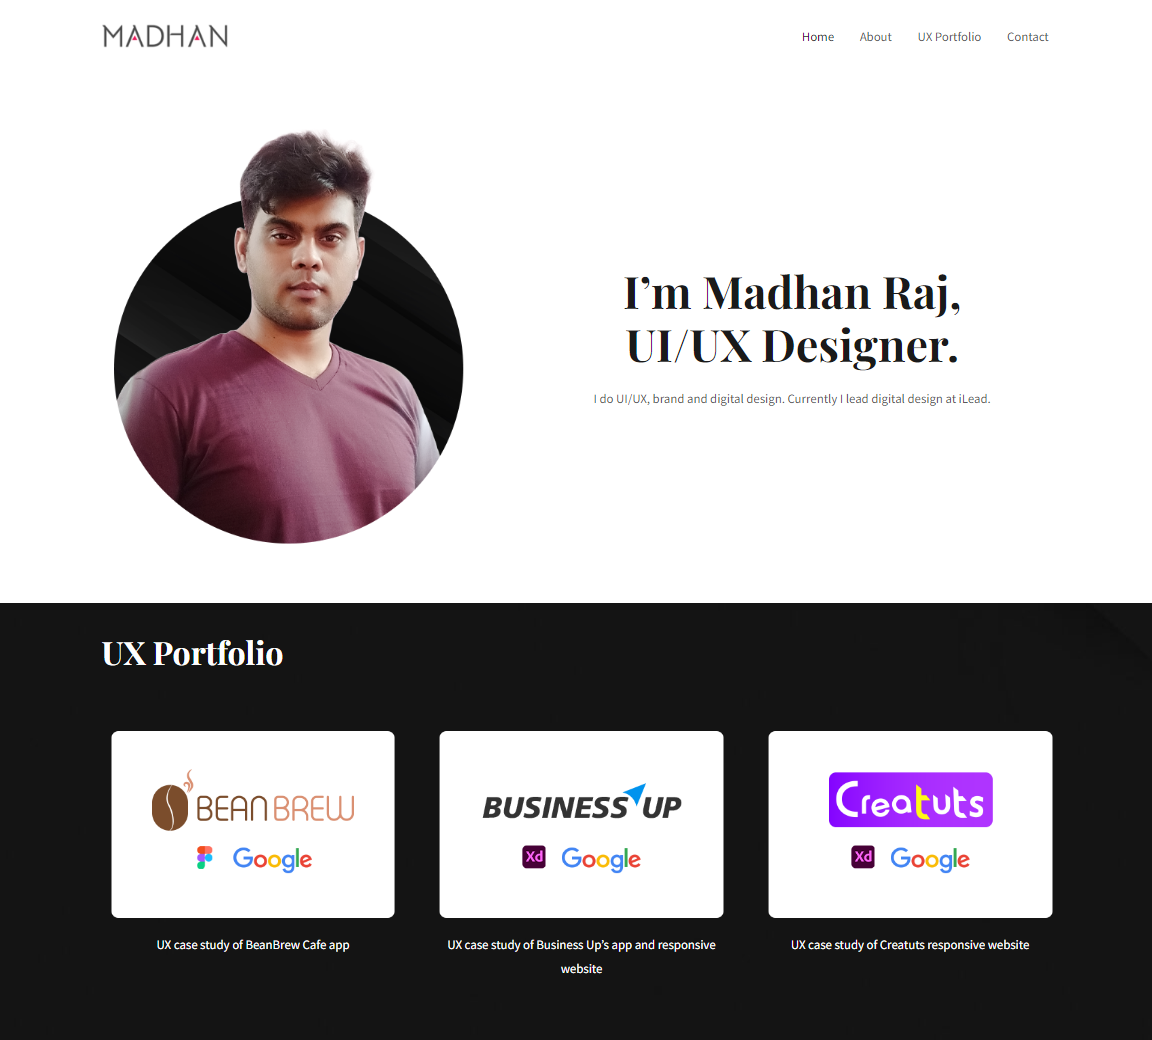 MADHAN
Home About UX Portfolio Contact
I’m Madhan Raj,
UI/UX Designer.
I do UI/UX, brand and digital design. Currently I lead digital design at iLead.
UX Portfolio
BEAN BREW
Google
BUSINESS UP
Xd Google
Creatuts
Xd Google
UX case study of BeanBrew Cafe app
UX case study of Business Up’s app and responsive
website
UX case study of Creatuts responsive website